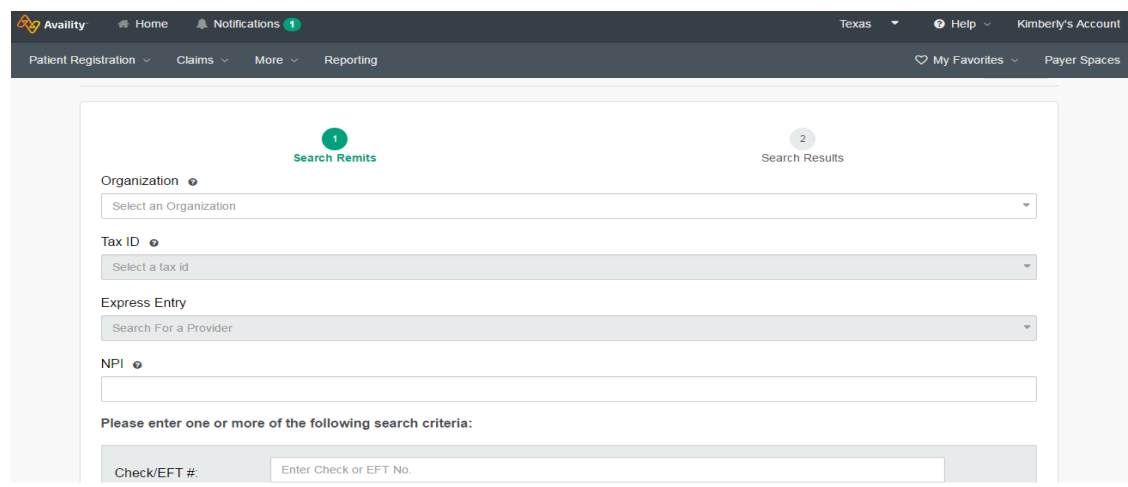 Availity Home Notifications 1 Texas Help Kimberly's Account
Patient Registration Claims More Reporting My Favorites Payer Spaces
1 2
Search Remits Search Results
Organization ?
Select an Organization
Tax ID ?
Select a tax id
Express Entry
Search For a Provider
NPI ?
Please enter one or more of the following search criteria:
Check/EFT #: Enter Check or EFT No.